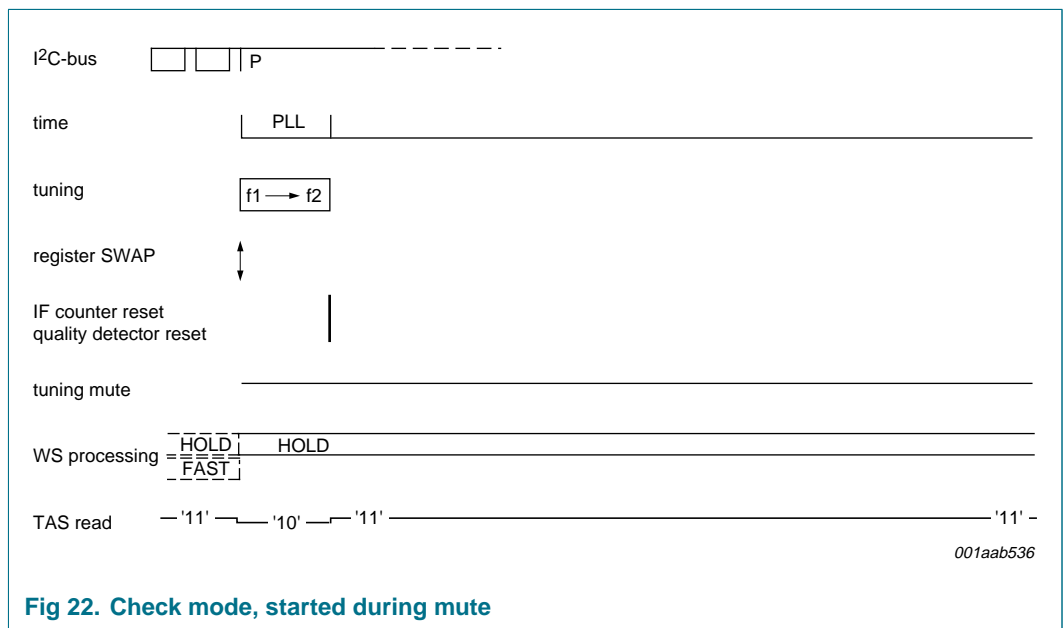 I2C-bus P
time PLL
tuning f1 → f2
register SWAP
IF counter reset
quality detector reset
tuning mute
WS processing HOLD HOLD
FAST
TAS read '11' '10' '11' '11'
001aab536
Fig 22. Check mode, started during mute